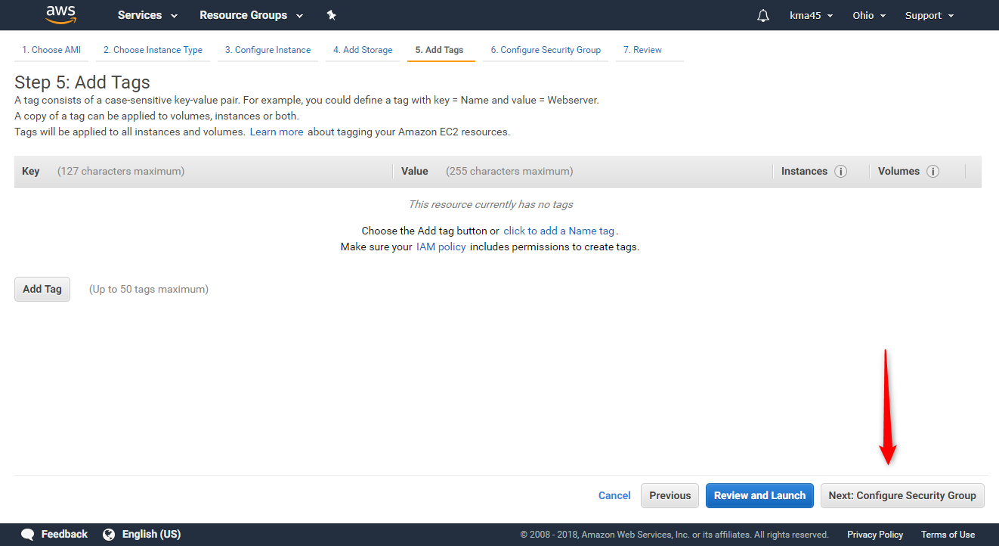 aws Services Resource Groups kma45 Ohio Support
1. Choose AMI 2. Choose Instance Type 3. Configure Instance 4. Add Storage 5. Add Tags 6. Configure Security Group 7. Review
Step 5: Add Tags
A tag consists of a case-sensitive key-value pair. For example, you could define a tag with key = Name and value = Webserver.
A copy of a tag can be applied to volumes, instances or both.
Tags will be applied to all instances and volumes. Learn more about tagging your Amazon EC2 resources.
Key (127 characters maximum) Value (255 characters maximum) Instances i Volumes i
This resource currently has no tags
Choose the Add tag button or click to add a Name tag .
Make sure your IAM policy includes permissions to create tags.
Add Tag (Up to 50 tags maximum)
Cancel Previous Review and Launch Next: Configure Security Group
Feedback English (US) © 2008 - 2018, Amazon Web Services, Inc. or its affiliates. All rights reserved. Privacy Policy Terms of Use